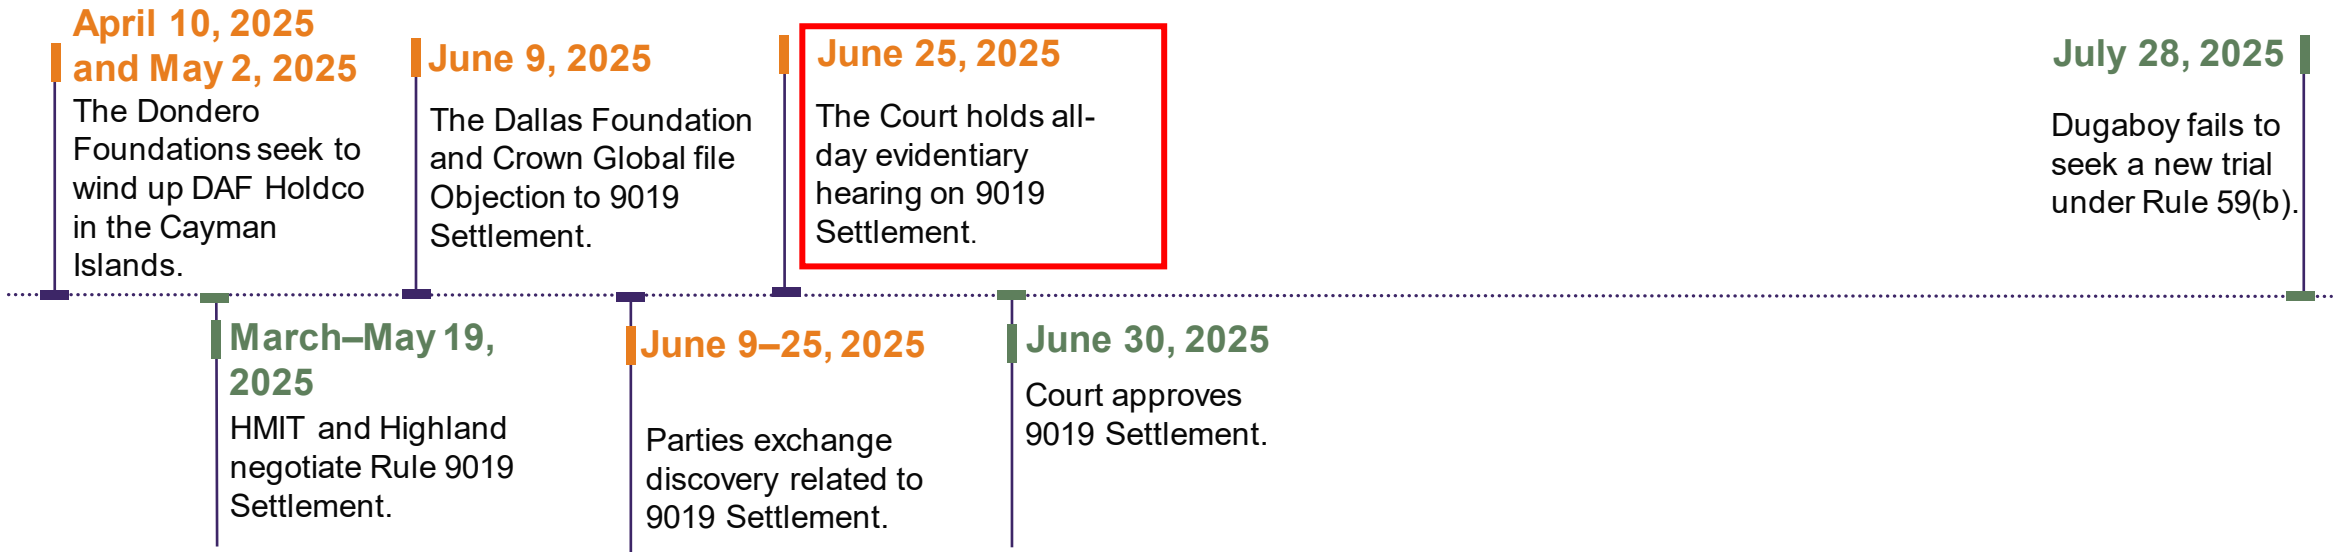 April 10, 2025
and May 2, 2025
The Dondero
Foundations seek to
wind up DAF Holdco
in the Cayman
Islands.
June 9, 2025
The Dallas Foundation
and Crown Global file
Objection to 9019
Settlement.
June 25, 2025
The Court holds all-
day evidentiary
hearing on 9019
Settlement.
July 28, 2025
Dugaboy fails to
seek a new trial
under Rule 59(b).
March–May 19,
2025
HMIT and Highland
negotiate Rule 9019
Settlement.
June 9–25, 2025
Parties exchange
discovery related to
9019 Settlement.
June 30, 2025
Court approves
9019 Settlement.